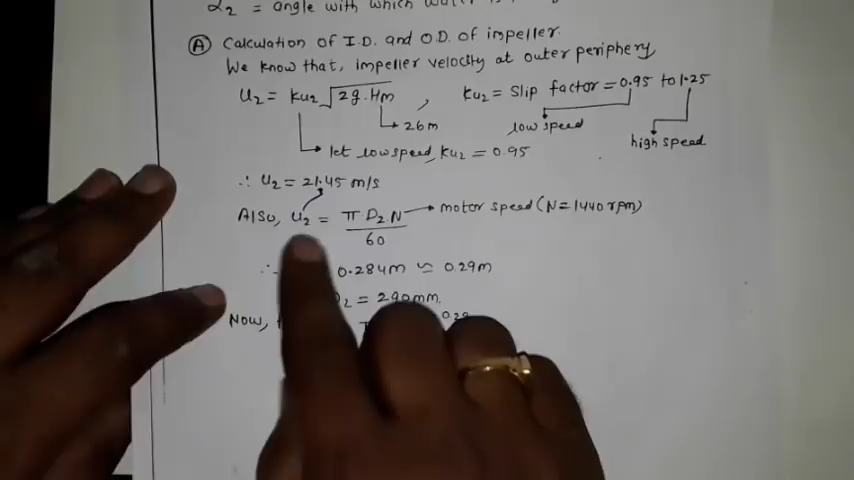 α2 = angle with which
Ⓐ Calculation of I.D. and O.D. of impeller.
We know that, impeller velocity at outer periphery
U2 = Ku2 √2g.Hm , Ku2 = Slip factor = 0.95 to 1.25
→ 26m low speed high speed
→ let low speed, Ku2 = 0.95
∴ U2 = 21.45 m/s
Also, U2 = π.D2.N / 60 → motor speed (N=1440 rpm)
∴ 0.284m ≃ 0.29m
2 = 290mm.
Now, 0.29